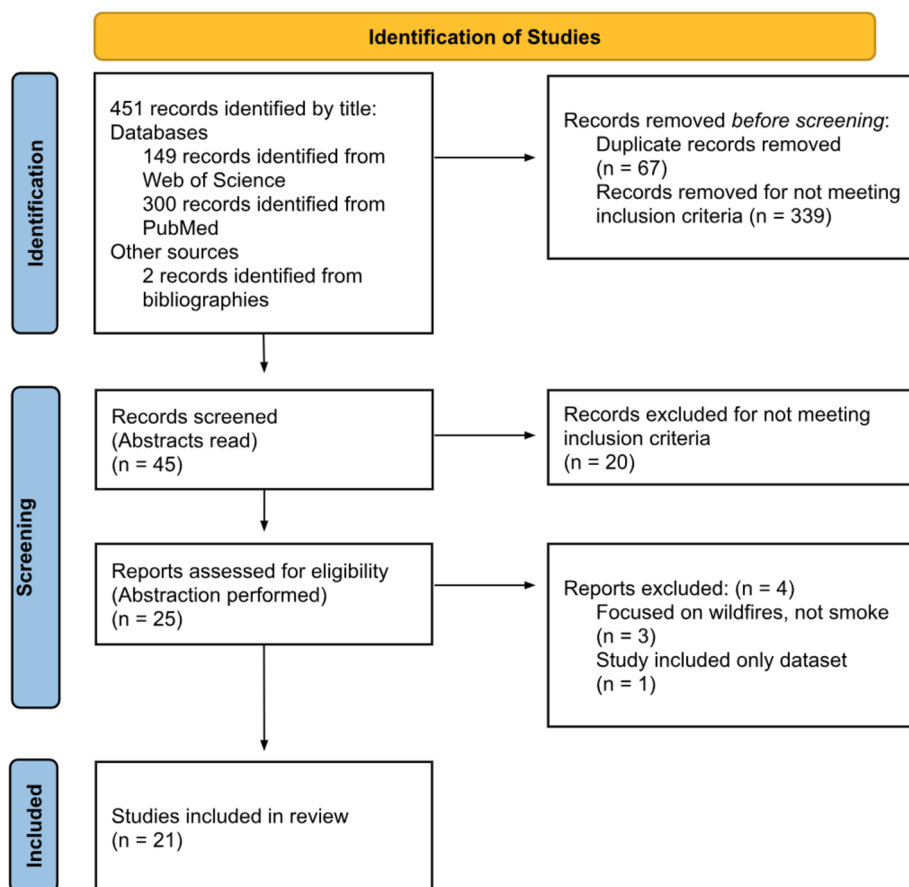 Identification of Studies
Identification
451 records identified by title:
Databases
149 records identified from
Web of Science
300 records identified from
PubMed
Other sources
2 records identified from
bibliographies
Records removed before screening:
Duplicate records removed
(n = 67)
Records removed for not meeting
inclusion criteria (n = 339)
Screening
Records screened
(Abstracts read)
(n = 45)
Records excluded for not meeting
inclusion criteria
(n = 20)
Reports assessed for eligibility
(Abstraction performed)
(n = 25)
Reports excluded: (n = 4)
Focused on wildfires, not smoke
(n = 3)
Study included only dataset
(n = 1)
Included
Studies included in review
(n = 21)